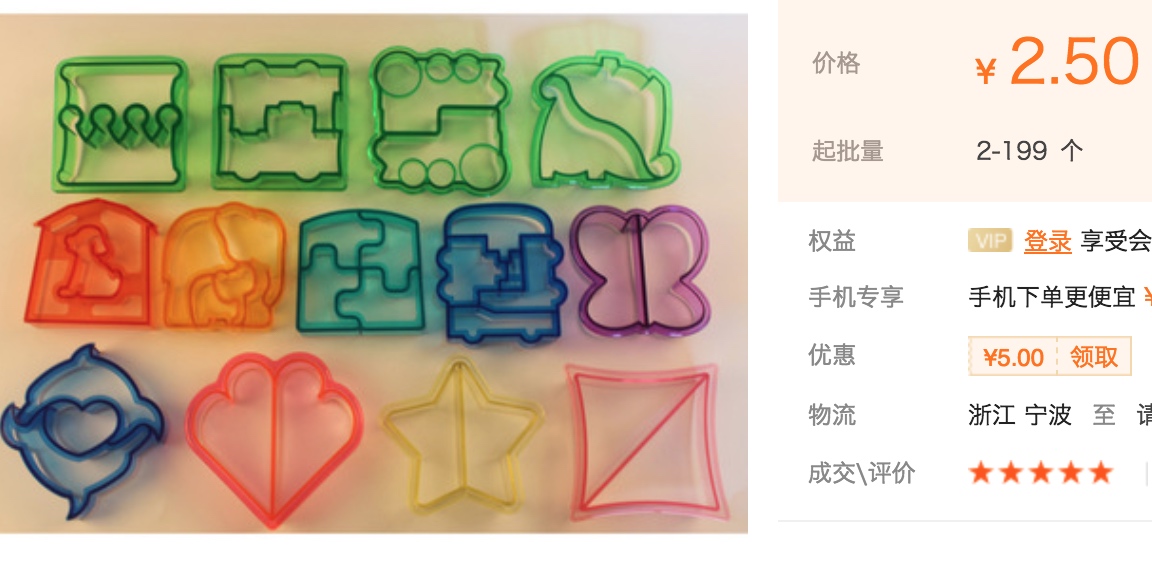 价格 ¥ 2.50
起批量 2-199 个
权益 VIP 登录 享受会
手机专享 手机下单更便宜 ¥
优惠 ¥5.00 领取
物流 浙江 宁波 至 请
成交\评价